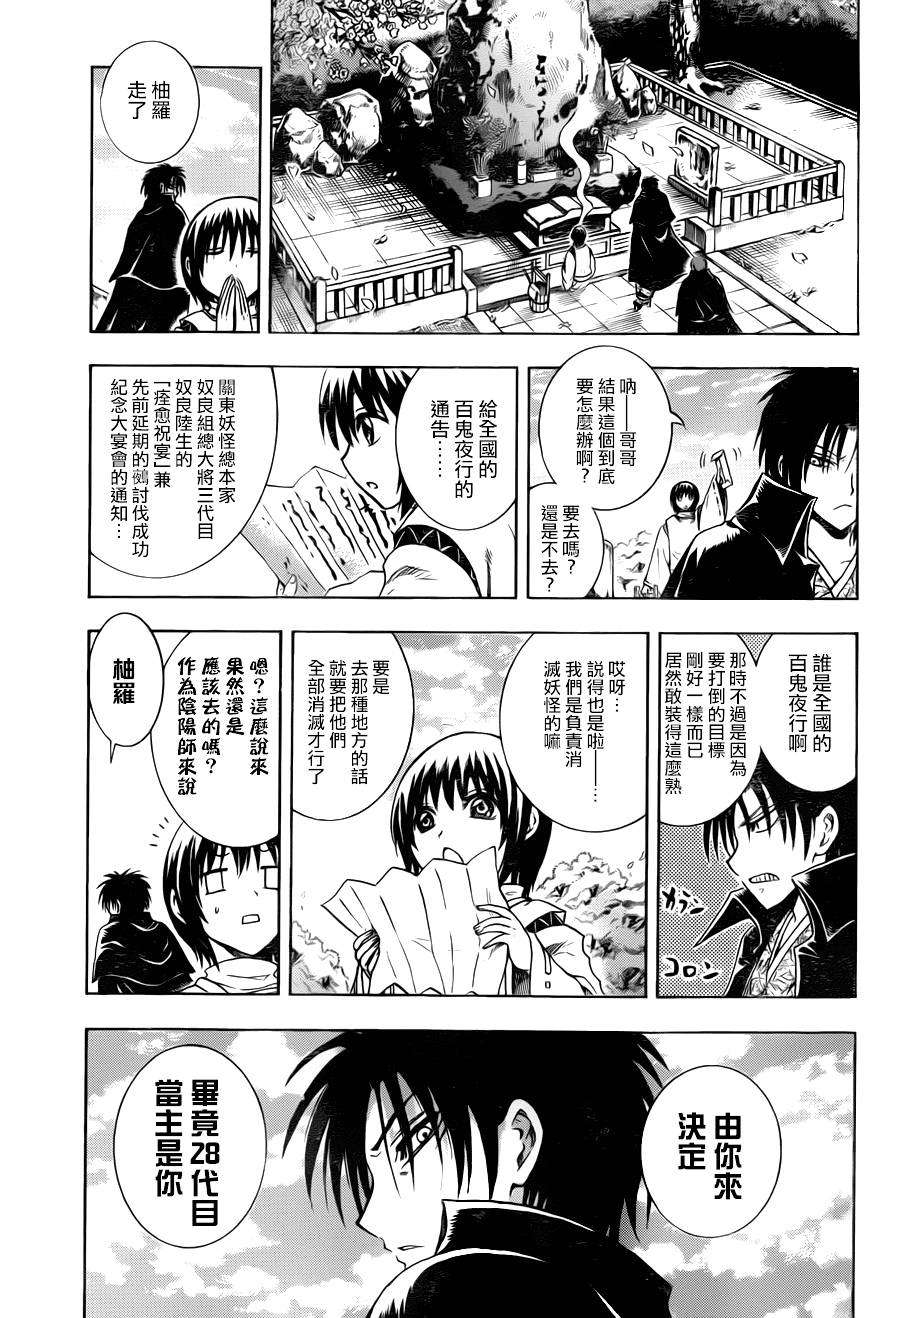 柚羅
走了
吶──哥哥
結果這個到底
要怎麼辦啊？
要去嗎？
還是不去？
給全國的
百鬼夜行的
通告……
關東妖怪總本家
奴良組總大將三代目
奴良陸生的
「痊愈祝宴」兼
先前延期的鵺討伐成功
紀念大宴會的通知…
誰是全國的
百鬼夜行啊
那時不過是因為
要打倒的目標
剛好一樣而已
居然敢裝得這麼熟
カラン
コロン
哎呀…
說得也是啦──
我們是負責消
滅妖怪的嘛
要是
去那種地方的話
就要把他們
全部消滅才行了
嗯？這麼說來
果然還是
應該去的嗎？
作為陰陽師來說
柚羅
由你來
決定
畢竟28代目
當主是你